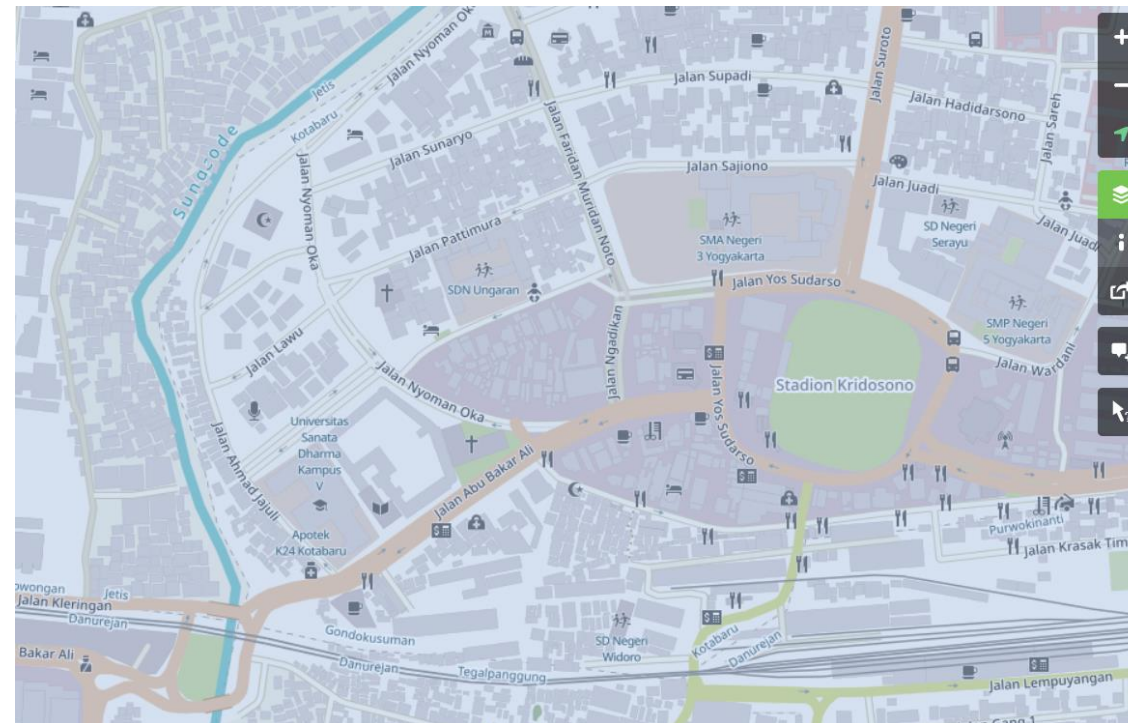 Jalan Nyoman Oka
Jetis
Kotabaru
Jalan Supadi
Jalan Suroto
Jalan Hadidarsono
Jalan Sareh
Jalan Sunaryo
Jalan Faridan Muridan Noto
Jalan Sajiono
Jalan Juadi
Jalan Nyoman Oka
Jalan Pattimura
SMA Negeri
3 Yogyakarta
SD Negeri
Serayu
Jalan Juadi
SDN Ungaran
Jalan Yos Sudarso
SMP Negeri
5 Yogyakarta
Jalan Lawu
Jalan Ngadikan
Jalan Wardani
Jalan Nyoman Oka
Jalan Yos Sudarso
Stadion Kridosono
Universitas
Sanata
Dharma
Kampus
V
Jalan Ahmad Jajuli
Jalan Abu Bakar Ali
Apotek
K24 Kotabaru
Purwokinanti
Jalan Krasak Tim
Jetis
Jalan Kleringan
Danurejan
Gondokusuman
SD Negeri
Widoro
Kotabaru
Danurejan
Bakar Ali
Danurejan
Tegalpanggung
Jalan Lempuyangan